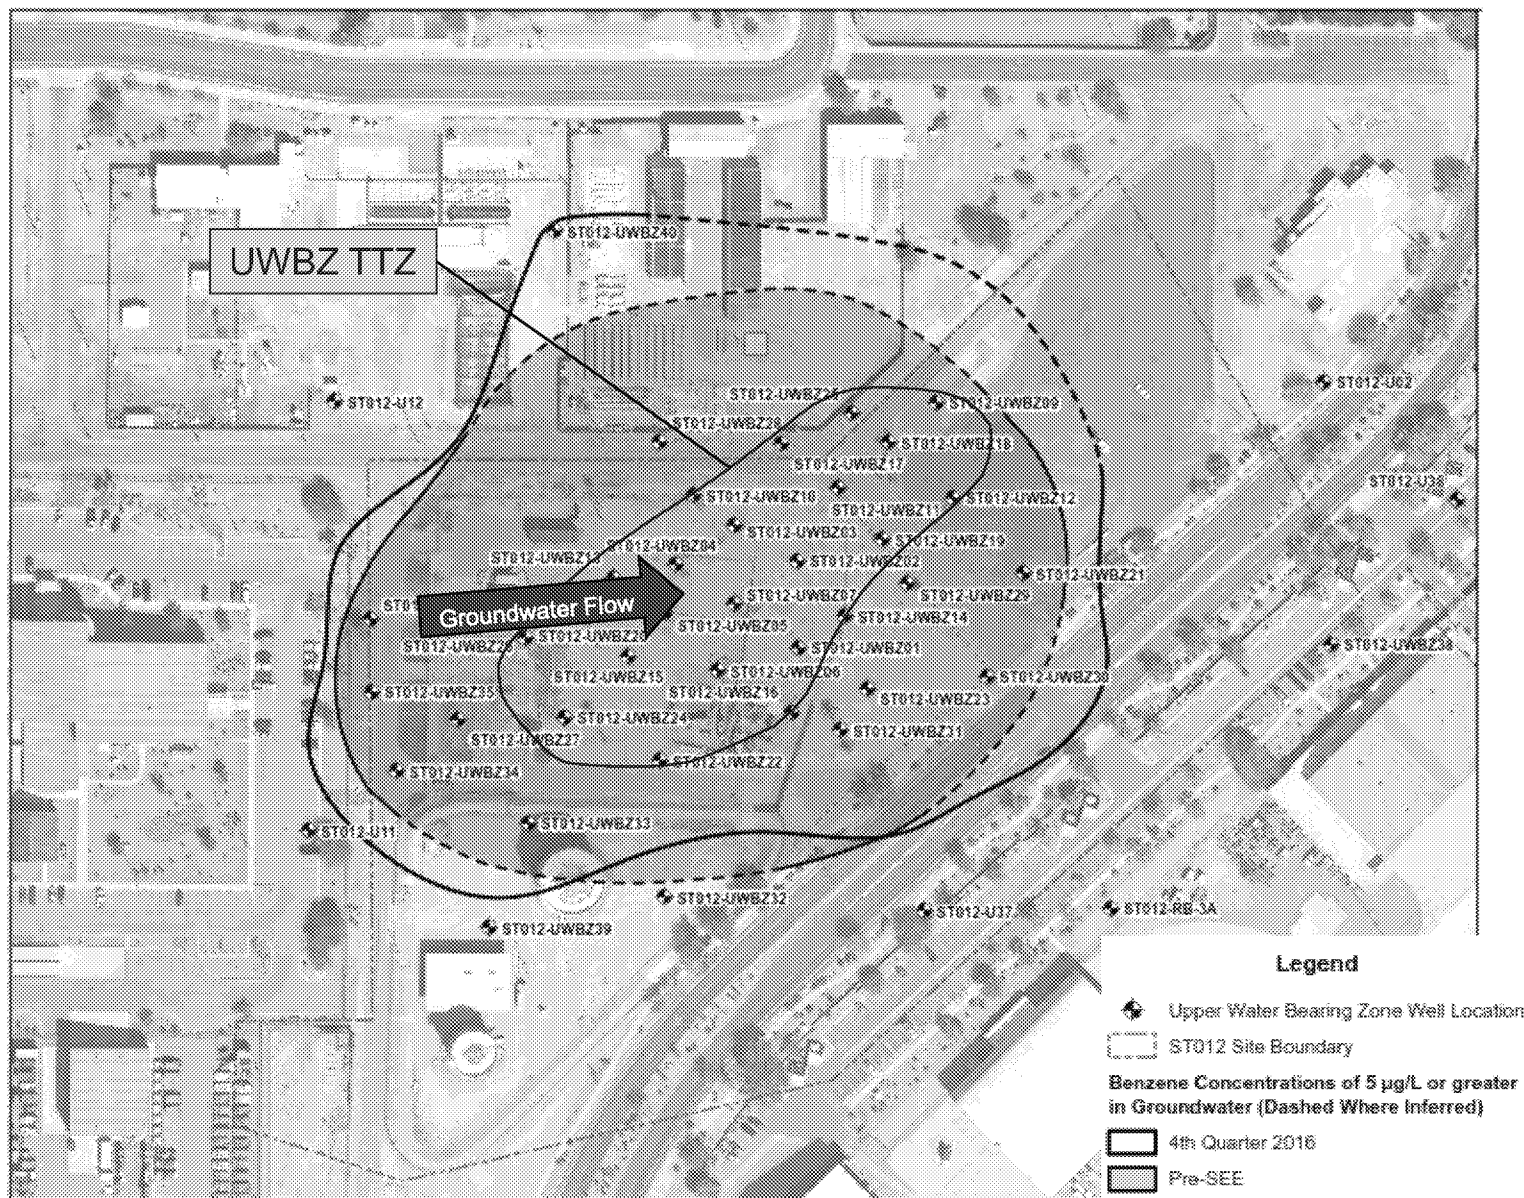 ST012-UWBZ40
UWBZ TTZ
ST012-U02
ST012-U12
ST012-UWBZ25
ST012-UWBZ09
ST012-UWBZ28
ST012-UWBZ18
ST012-UWBZ17
ST012-U38
ST012-UWBZ10
ST012-UWBZ12
ST012-UWBZ11
ST012-UWBZ03
ST012-UWBZ19
ST012-UWBZ04
ST012-UWBZ13
ST012-UWBZ02
ST012-UWBZ21
ST012-UWBZ29
ST012-UWBZ07
Groundwater Flow
ST012-UWBZ14
ST012-UWBZ05
ST012-UWBZ20
ST012-UWBZ01
ST012-UWBZ38
ST012-UWBZ06
ST012-UWBZ15
ST012-UWBZ30
ST012-UWBZ35
ST012-UWBZ16
ST012-UWBZ23
ST012-UWBZ24
ST012-UWBZ31
ST012-UWBZ27
ST012-UWBZ22
ST012-UWBZ34
ST012-UWBZ33
ST012-U11
ST012-UWBZ32
ST012-U37
ST012-RB-3A
ST012-UWBZ39
Legend
Upper Water Bearing Zone Well Location
ST012 Site Boundary
Benzene Concentrations of 5 µg/L or greater
in Groundwater (Dashed Where Inferred)
4th Quarter 2016
Pre-SEE